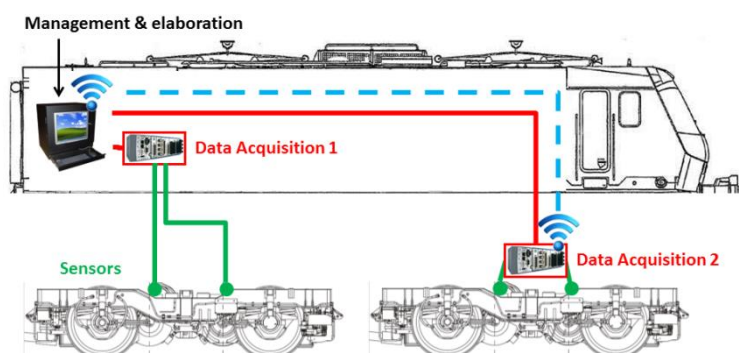 Management & elaboration
Data Acquisition 1
Sensors
Data Acquisition 2